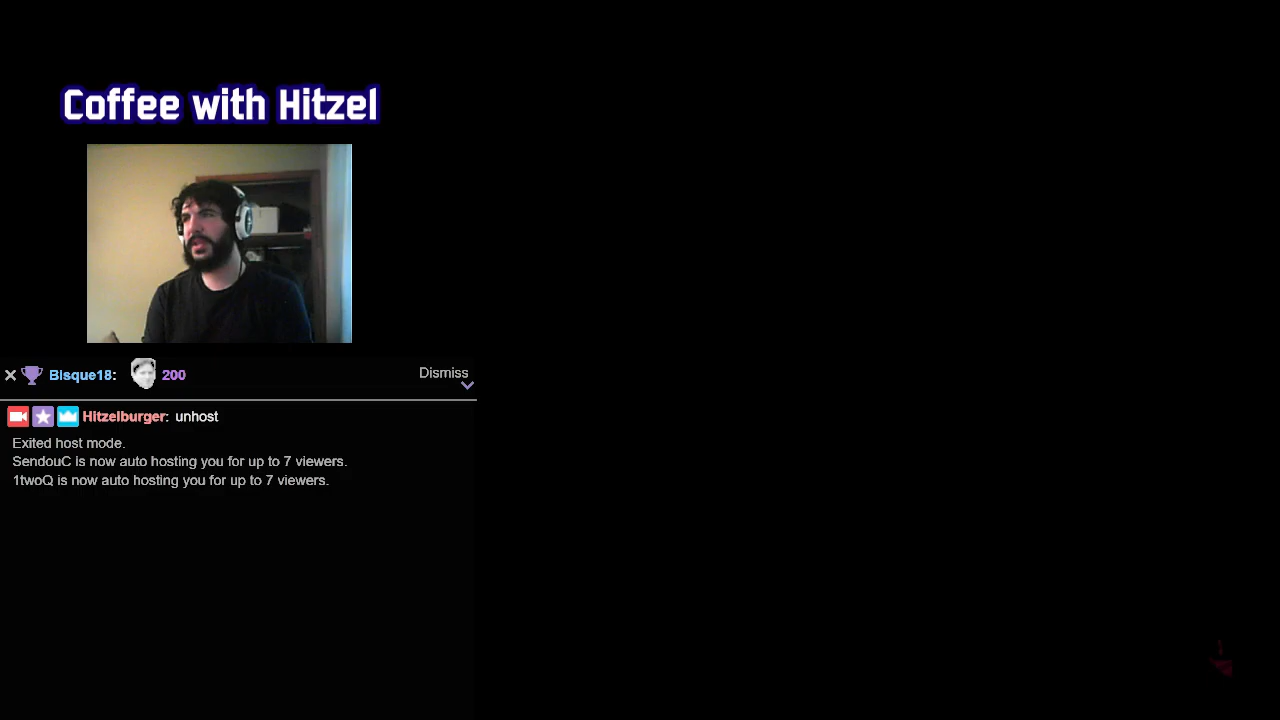 Coffee with Hitzel
Bisque18: 200
Dismiss
Hitzelburger: unhost
Exited host mode.
SendouC is now auto hosting you for up to 7 viewers.
1twoQ is now auto hosting you for up to 7 viewers.